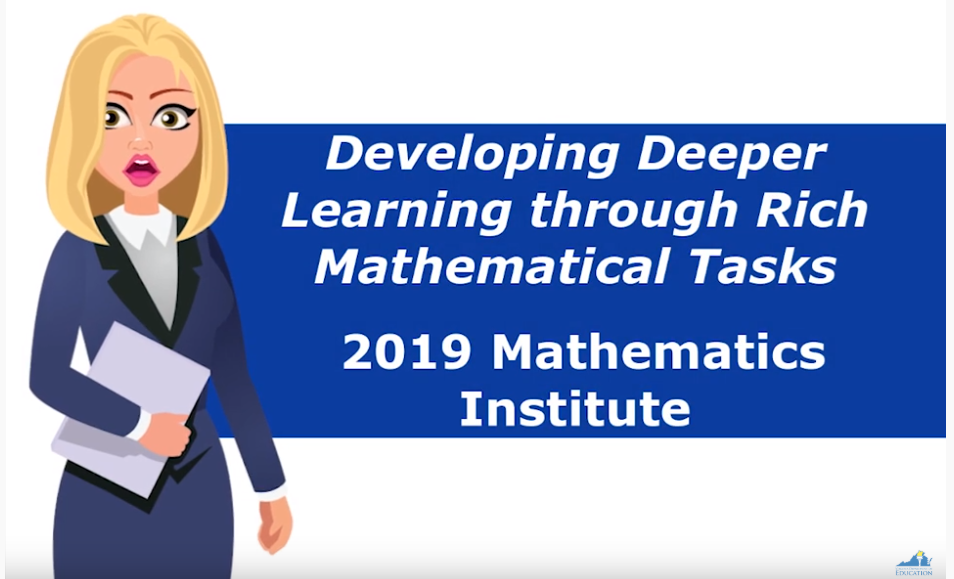 Developing Deeper
Learning through Rich
Mathematical Tasks
2019 Mathematics
Institute
EDUCATION